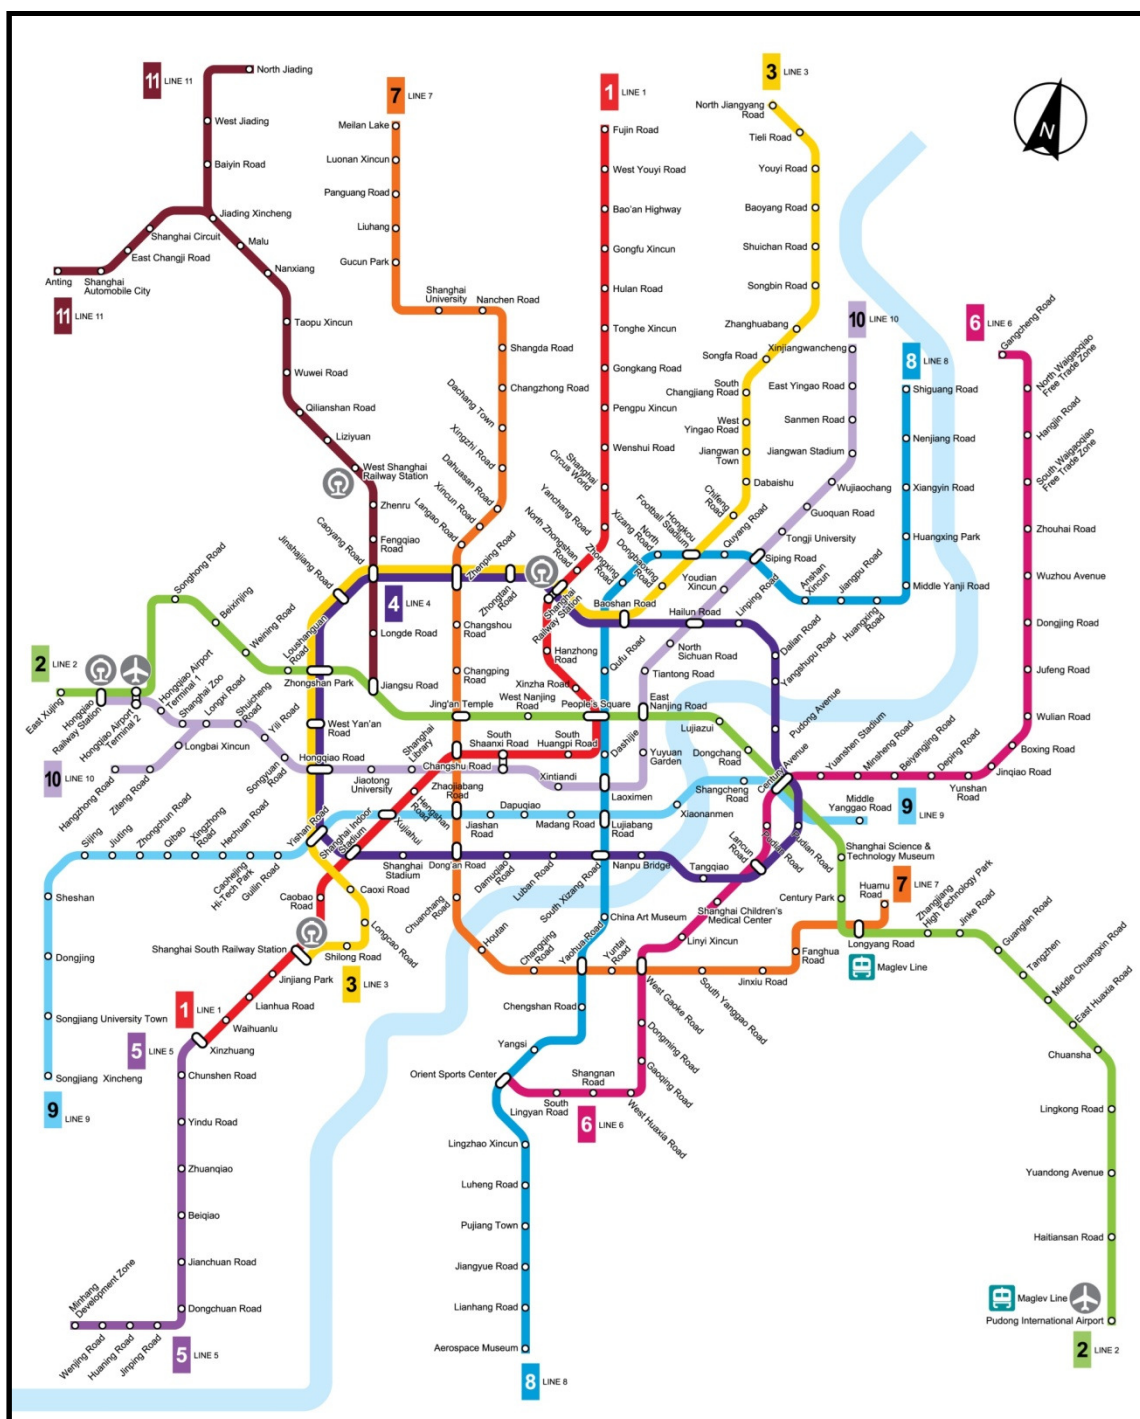 11
LINE 11
North Jiading
West Jiading
Baiyin Road
Jiading Xincheng
Shanghai Circuit
East Changji Road
Shanghai
Automobile City
Anting
11
LINE 11
Malu
Nanxiang
Taopu Xincun
Wuwei Road
Qilianshan Road
Liziyuan
West Shanghai
Railway Station
Zhenru
Fengqiao
Road
Caoyang Road
Longde Road
Jiangsu Road
7
LINE 7
Meilan Lake
Luonan Xincun
Panguang Road
Liuhang
Gucun Park
Shanghai
University
Nanchen Road
Shangda Road
Changzhong Road
Dachang Town
Xingzhi Road
Dahuasan Road
Xincun Road
Langao Road
Zhenping Road
Changshou
Road
Changping
Road
Jing'an Temple
Changshu Road
Zhaojiabang
Road
Dong'an Road
Chuanchang
Road
Houtan
Changqing
Road
Yaohua Road
Yuntai
Road
West Gaoke Road
South Yanggao Road
Jinxiu Road
Fanghua
Road
Longyang Road
Huamu
Road
7
LINE 7
1
LINE 1
Fujin Road
West Youyi Road
Bao'an Highway
Gongfu Xincun
Hulan Road
Tonghe Xincun
Gongkang Road
Pengpu Xincun
Wenshui Road
Shanghai
Circus World
Yanchang Road
North Zhongshan
Road
Shanghai
Railway Station
Hanzhong
Road
Xinzha Road
People's Square
South
Huangpi Road
South
Shaanxi Road
Hengshan
Road
Xujiahui
Shanghai Indoor
Stadium
Caobao
Road
Shanghai South Railway Station
Jinjiang Park
Lianhua Road
Waihuanlu
Xinzhuang
1
LINE 1
3
LINE 3
North Jiangyang
Road
Tieli Road
Youyi Road
Baoyang Road
Shuichan Road
Songbin Road
Zhanghuabang
Songfa Road
South
Changjiang Road
West
Yingao Road
Jiangwan
Town
Dabaishu
Chifeng
Road
Hongkou
Football Stadium
Dongbaoxing
Road
Baoshan Road
Zhongtan
Road
Jinshajiang Road
Zhongshan Park
West Yan'an
Road
Hongqiao Road
Yishan Road
Caoxi Road
Longcao Road
Shilong Road
3
LINE 3
4
LINE 4
Hailun Road
Linping Road
Dalian Road
Yangshupu Road
Pudong Avenue
Century Avenue
Pudian Road
Pudian Road
Lancun
Road
Tangqiao
Nanpu Bridge
South Xizang Road
Luban Road
Damuqiao
Road
Shanghai
Stadium
10
LINE 10
Xinjiangwancheng
East Yingao Road
Sanmen Road
Jiangwan Stadium
Wujiaochang
Guoquan Road
Tongji University
Siping Road
Quyang Road
Youdian
Xincun
North
Sichuan Road
Tiantong Road
East
Nanjing Road
Yuyuan
Garden
Laoximen
Xintiandi
Shanghai
Library
Jiaotong
University
Songyuan
Road
Yili Road
Shuicheng
Road
Longxi Road
Shanghai Zoo
Hongqiao Airport
Terminal 1
Hongqiao Airport
Terminal 2
Hongqiao
Railway Station
Longbai Xincun
Ziteng Road
Hangzhong Road
10
LINE 10
8
LINE 8
Shiguang Road
Nenjiang Road
Xiangyin Road
Huangxing Park
Middle Yanji Road
Huangxing
Road
Jiangpu Road
Anshan
Xincun
North
Xizang Road
Zhongxing
Road
Qufu Road
Dashijie
Lujiabang
Road
China Art Museum
Chengshan Road
Yangsi
Orient Sports Center
Lingzhao Xincun
Luheng Road
Pujiang Town
Jiangyue Road
Lianhang Road
Aerospace Museum
8
LINE 8
6
LINE 6
Gangcheng Road
North Waigaoqiao
Free Trade Zone
Hangjin Road
South Waigaoqiao
Free Trade Zone
Zhouhai Road
Wuzhou Avenue
Dongjing Road
Jufeng Road
Wulian Road
Boxing Road
Jinqiao Road
Yunshan
Road
Deping Road
Beiyangjing Road
Minsheng Road
Yuanshen Stadium
Shanghai Children's
Medical Center
Linyi Xincun
Dongming Road
Gaoqing Road
West Huaxia Road
Shangnan
Road
South
Lingyan Road
6
LINE 6
2
LINE 2
East Xujing
Songhong Road
Beixinjing
Weining Road
Loushanguan
Road
West Nanjing
Road
Lujiazui
Dongchang
Road
Shanghai Science &
Technology Museum
Century Park
Zhangjiang
High Technology Park
Jinke Road
Guanglan Road
Tangzhen
Middle Chuangxin Road
East Huaxia Road
Chuansha
Lingkong Road
Yuandong Avenue
Haitiansan Road
Maglev Line
Pudong International Airport
2
LINE 2
Maglev Line
9
LINE 9
Middle
Yanggao Road
Shangcheng
Road
Xiaonanmen
Madang Road
Dapuqiao
Jiashan
Road
Guilin Road
Caohejing
Hi-Tech Park
Hechuan Road
Xingzhong
Road
Qibao
Zhongchun Road
Jiuting
Sijing
Sheshan
Dongjing
Songjiang University Town
Songjiang Xincheng
9
LINE 9
5
LINE 5
Chunshen Road
Yindu Road
Zhuanqiao
Beiqiao
Jianchuan Road
Dongchuan Road
Jinping Road
Huaning Road
Wenjing Road
Minhang
Development Zone
5
LINE 5
N